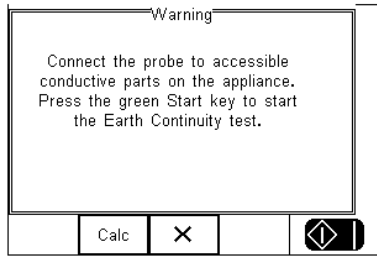 Warning
Connect the probe to accessible
conductive parts on the appliance.
Press the green Start key to start
the Earth Continuity test.
Calc